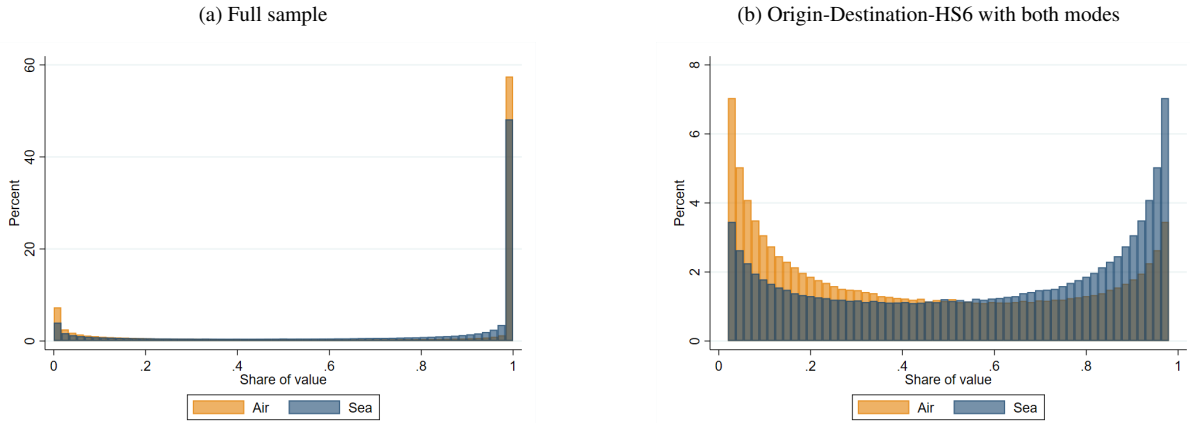 (a) Full sample
60
40
20
0
Percent
0 .2 .4 .6 .8 1
Share of value
Air Sea
(b) Origin-Destination-HS6 with both modes
8
6
4
2
0
Percent
0 .2 .4 .6 .8 1
Share of value
Air Sea